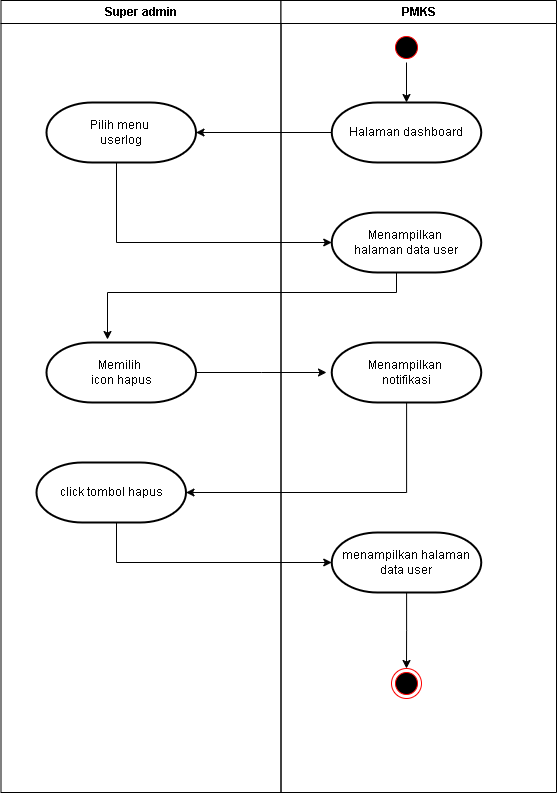 Super admin
PMKS
Halaman dashboard
Pilih menu
userlog
Menampilkan
halaman data user
Memilih
icon hapus
Menampilkan
notifikasi
click tombol hapus
menampilkan halaman
data user